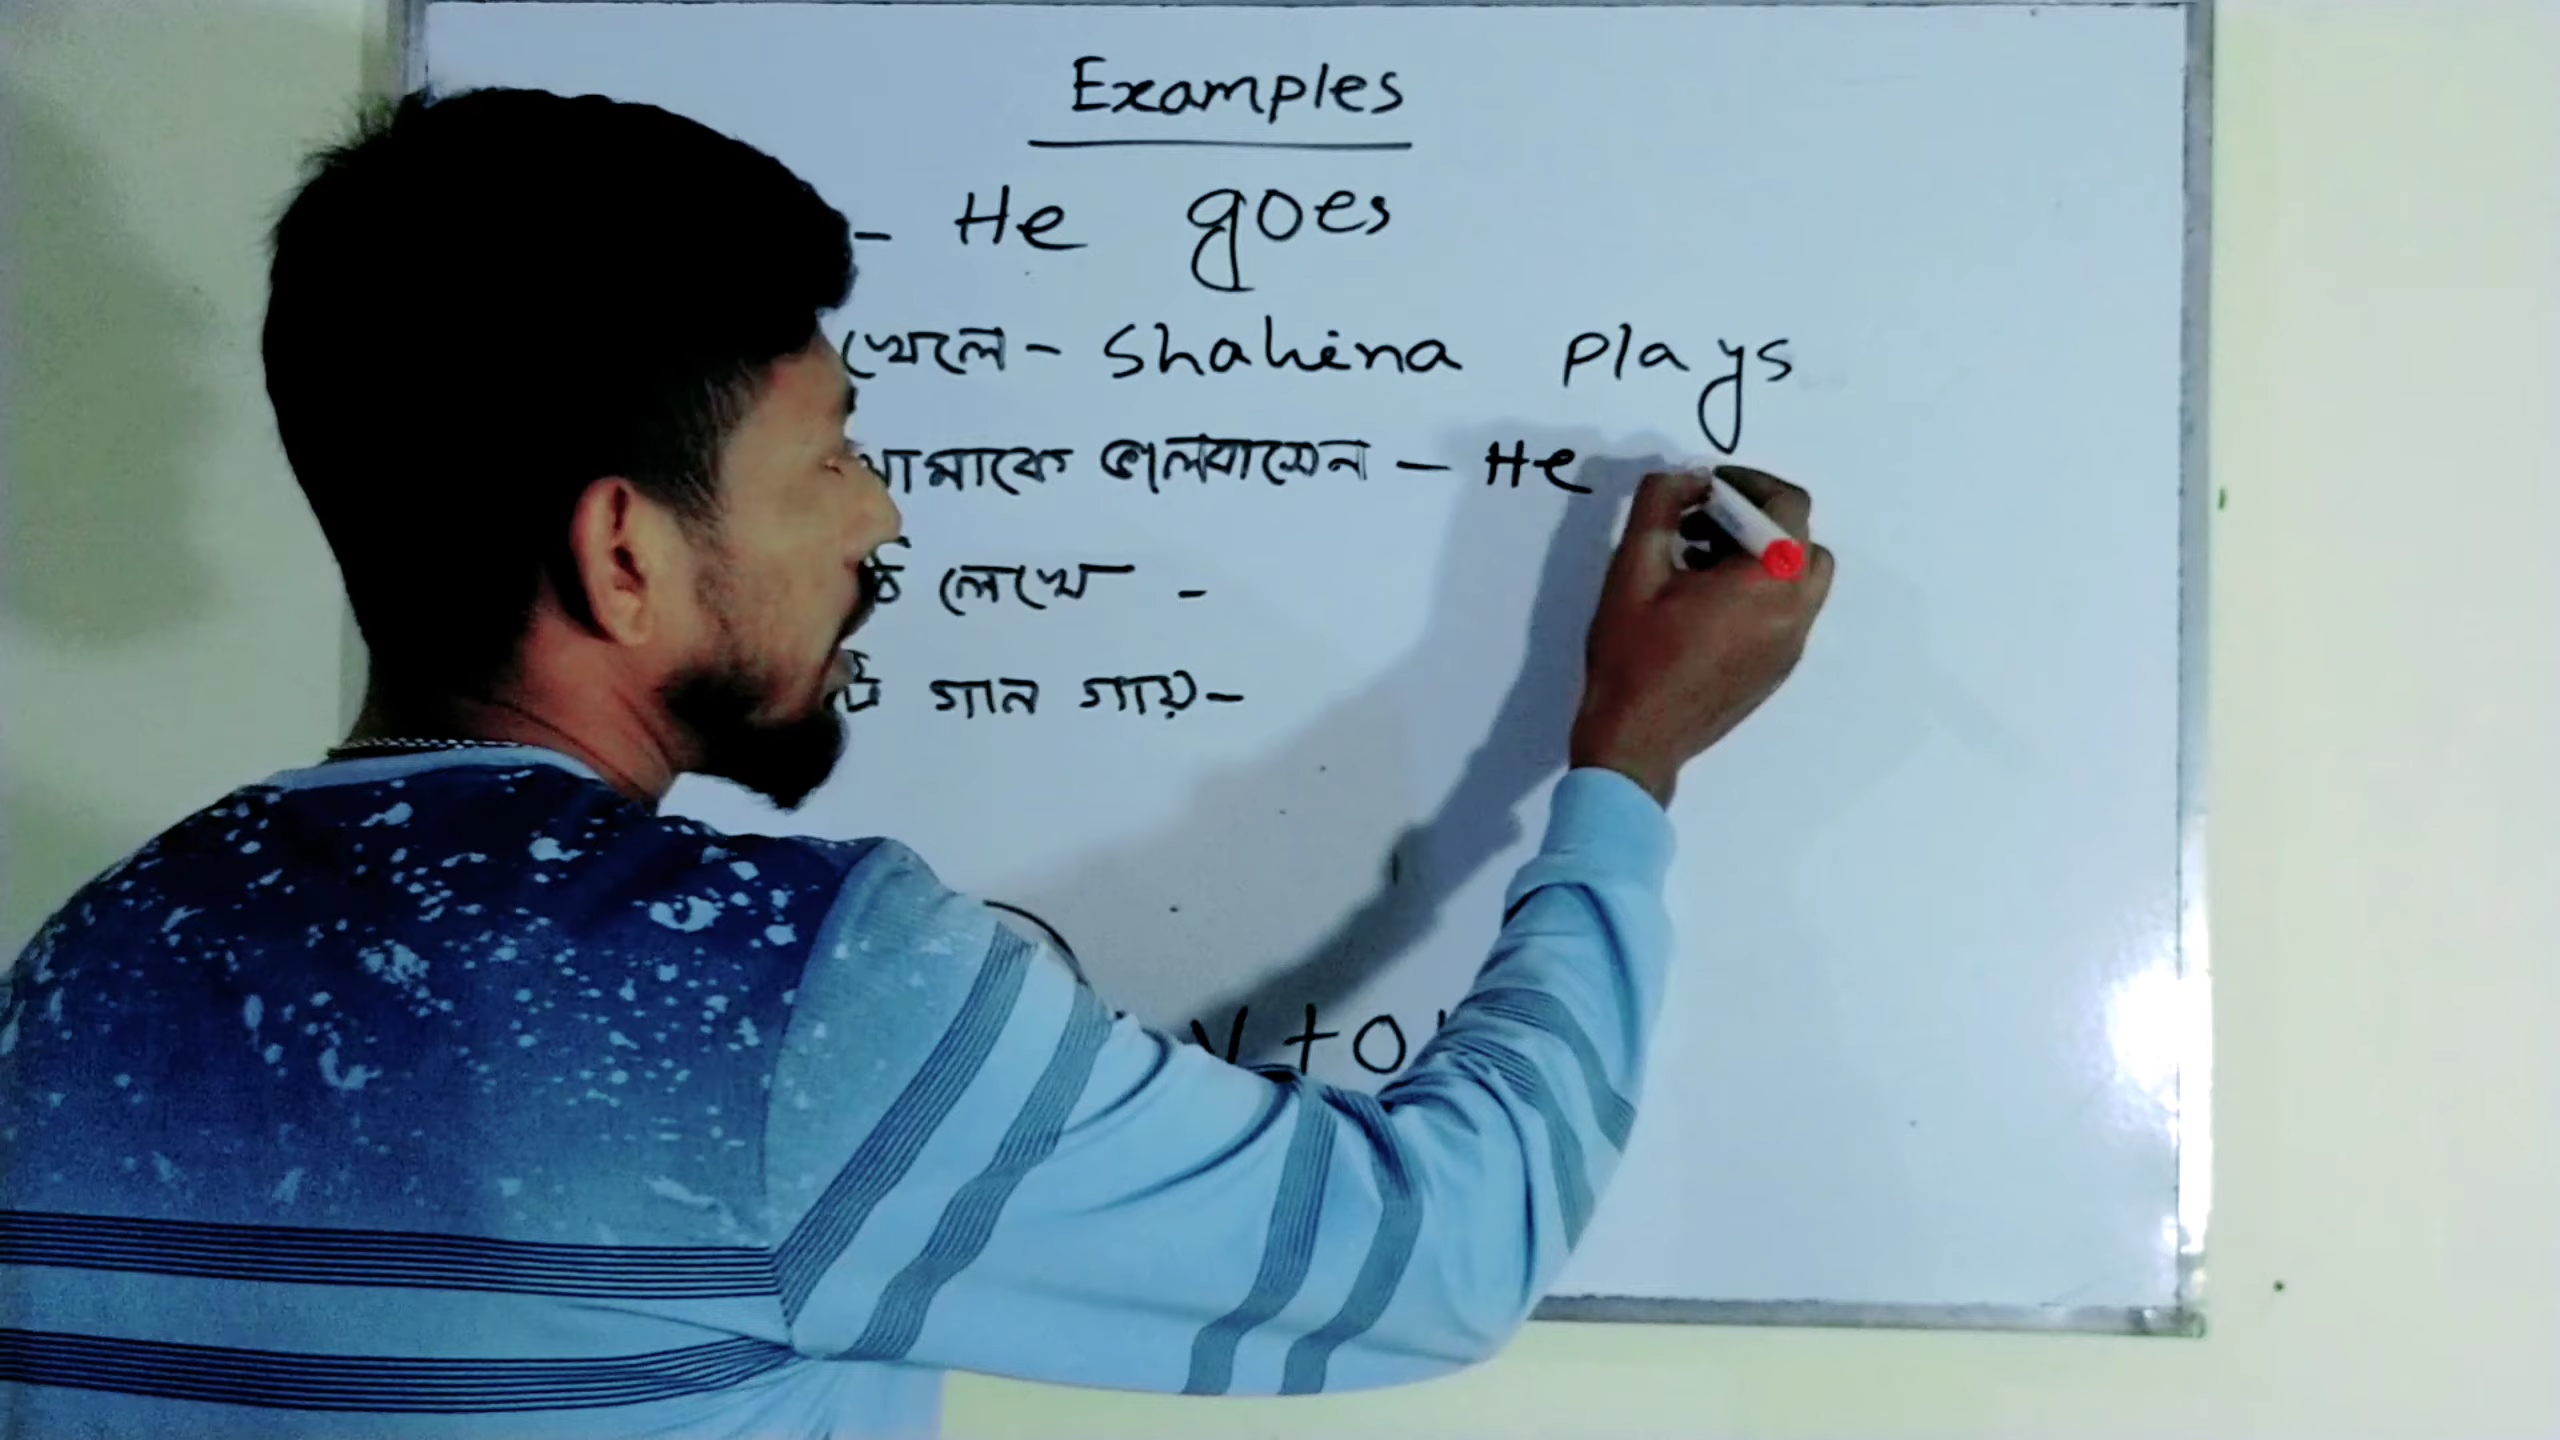 Examples
- He goes
খেলে - Shahina plays
আমাকে ভালবাসেন - He
লেখে -
গান গায় -
V + O